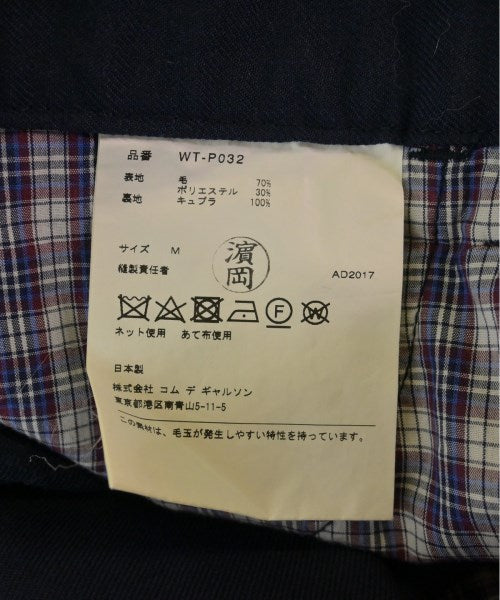 品番 WT-P032
表地 毛 70%
ポリエステル 30%
裏地 キュプラ 100%
サイズ M
濱岡
縫製責任者
AD2017
F W
ネット使用 あて布使用
日本製
株式会社 コム デ ギャルソン
東京都港区南青山5-11-5
この素材は、毛玉が発生しやすい特性を持っています。